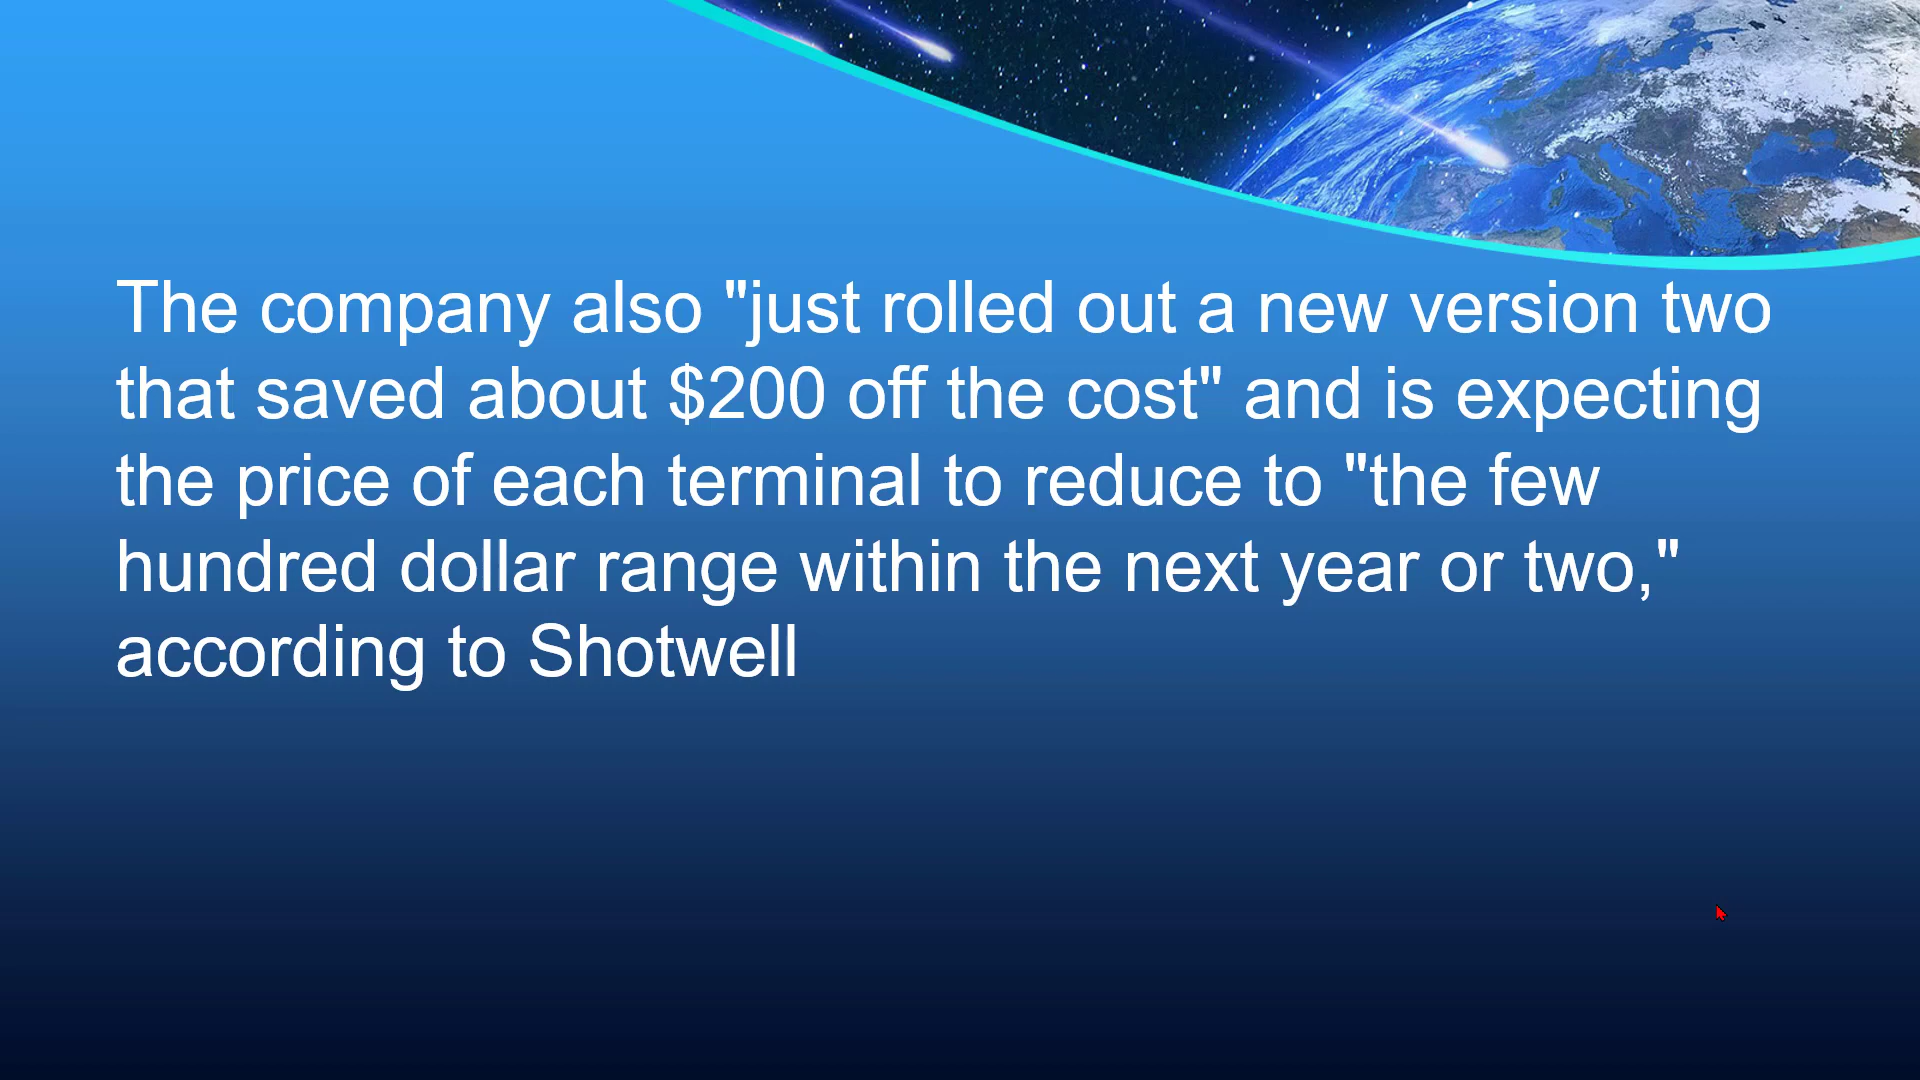 The company also "just rolled out a new version two
that saved about $200 off the cost" and is expecting
the price of each terminal to reduce to "the few
hundred dollar range within the next year or two,"
according to Shotwell